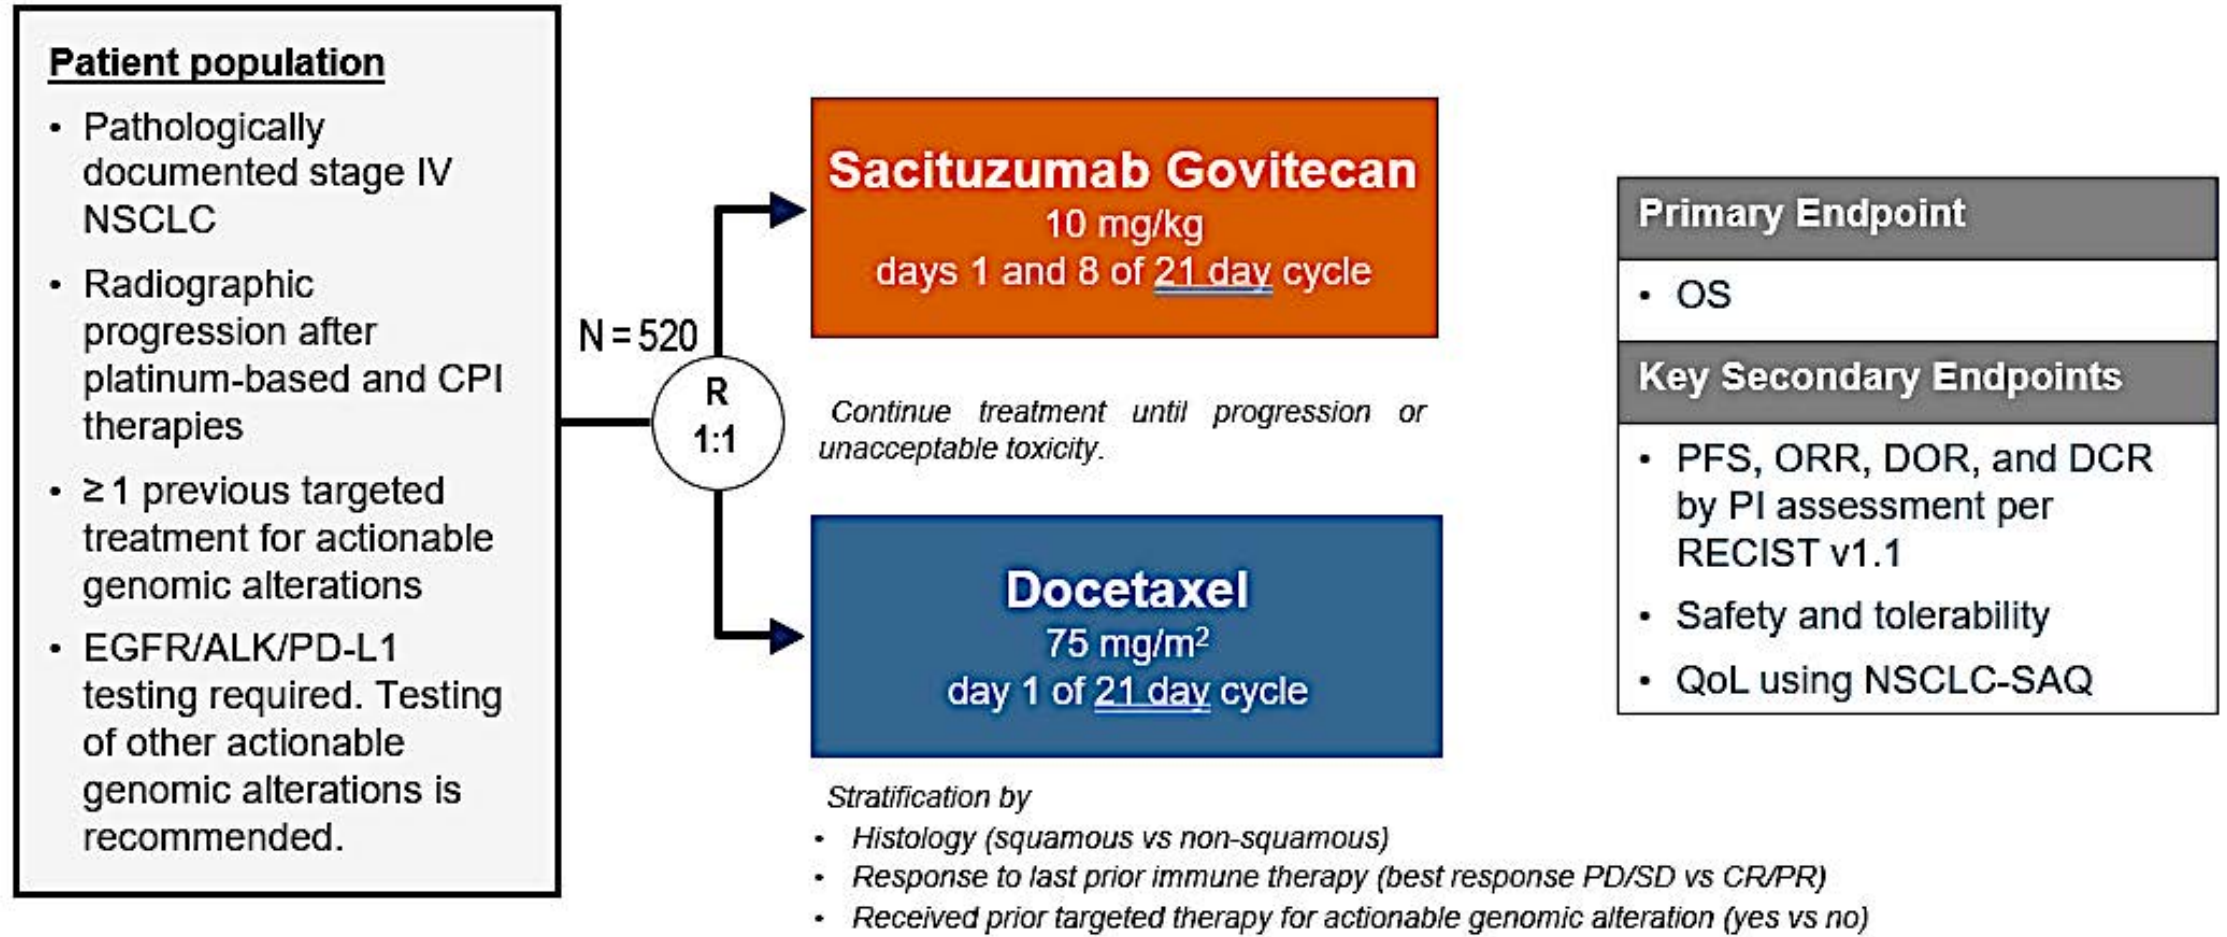 Patient population
• Pathologically
documented stage IV
NSCLC
• Radiographic
progression after
platinum-based and CPI
therapies
• ≥ 1 previous targeted
treatment for actionable
genomic alterations
• EGFR/ALK/PD-L1
testing required. Testing
of other actionable
genomic alterations is
recommended.
N = 520
R
1:1
Sacituzumab Govitecan
10 mg/kg
days 1 and 8 of 21 day cycle
Continue treatment until progression or
unacceptable toxicity.
Docetaxel
75 mg/m²
day 1 of 21 day cycle
Stratification by
• Histology (squamous vs non-squamous)
• Response to last prior immune therapy (best response PD/SD vs CR/PR)
• Received prior targeted therapy for actionable genomic alteration (yes vs no)
Primary Endpoint
• OS
Key Secondary Endpoints
• PFS, ORR, DOR, and DCR
by PI assessment per
RECIST v1.1
• Safety and tolerability
• QoL using NSCLC-SAQ